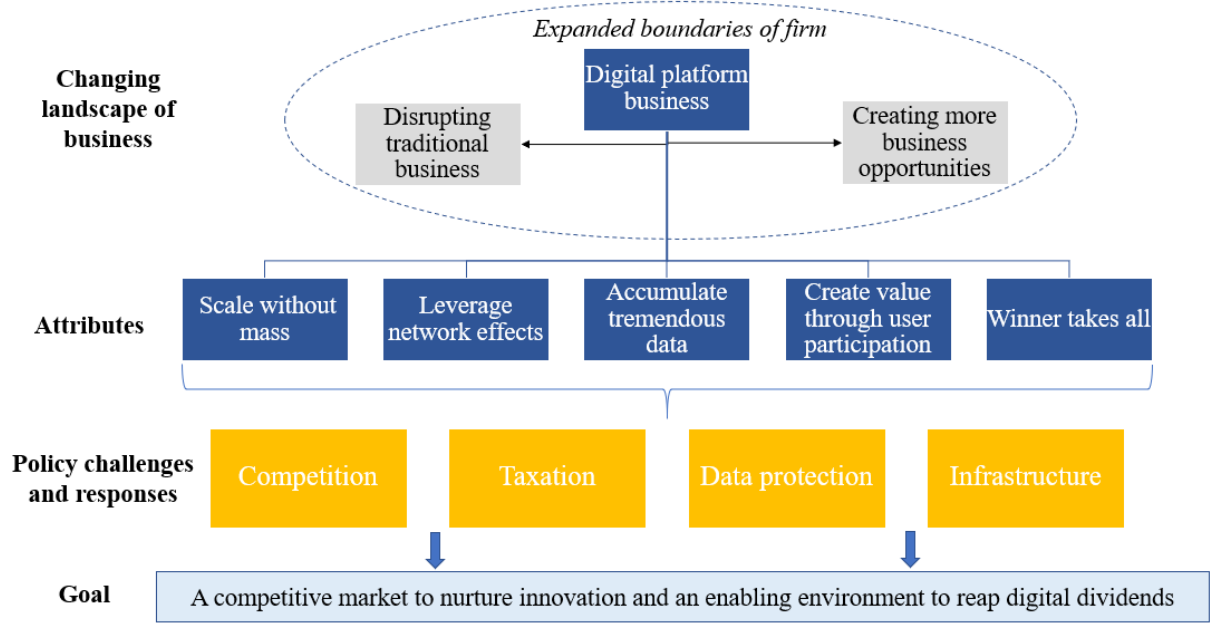 Expanded boundaries of firm
Changing
landscape of
business
Digital platform
business
Disrupting
traditional
business
Creating more
business
opportunities
Attributes
Scale without
mass
Leverage
network effects
Accumulate
tremendous
data
Create value
through user
participation
Winner takes all
Policy challenges
and responses
Competition
Taxation
Data protection
Infrastructure
Goal
A competitive market to nurture innovation and an enabling environment to reap digital dividends